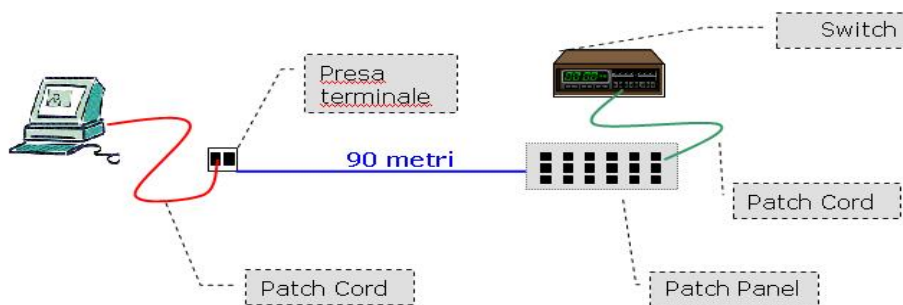 Switch
Presa
terminale
90 metri
Patch Cord
Patch Cord
Patch Panel